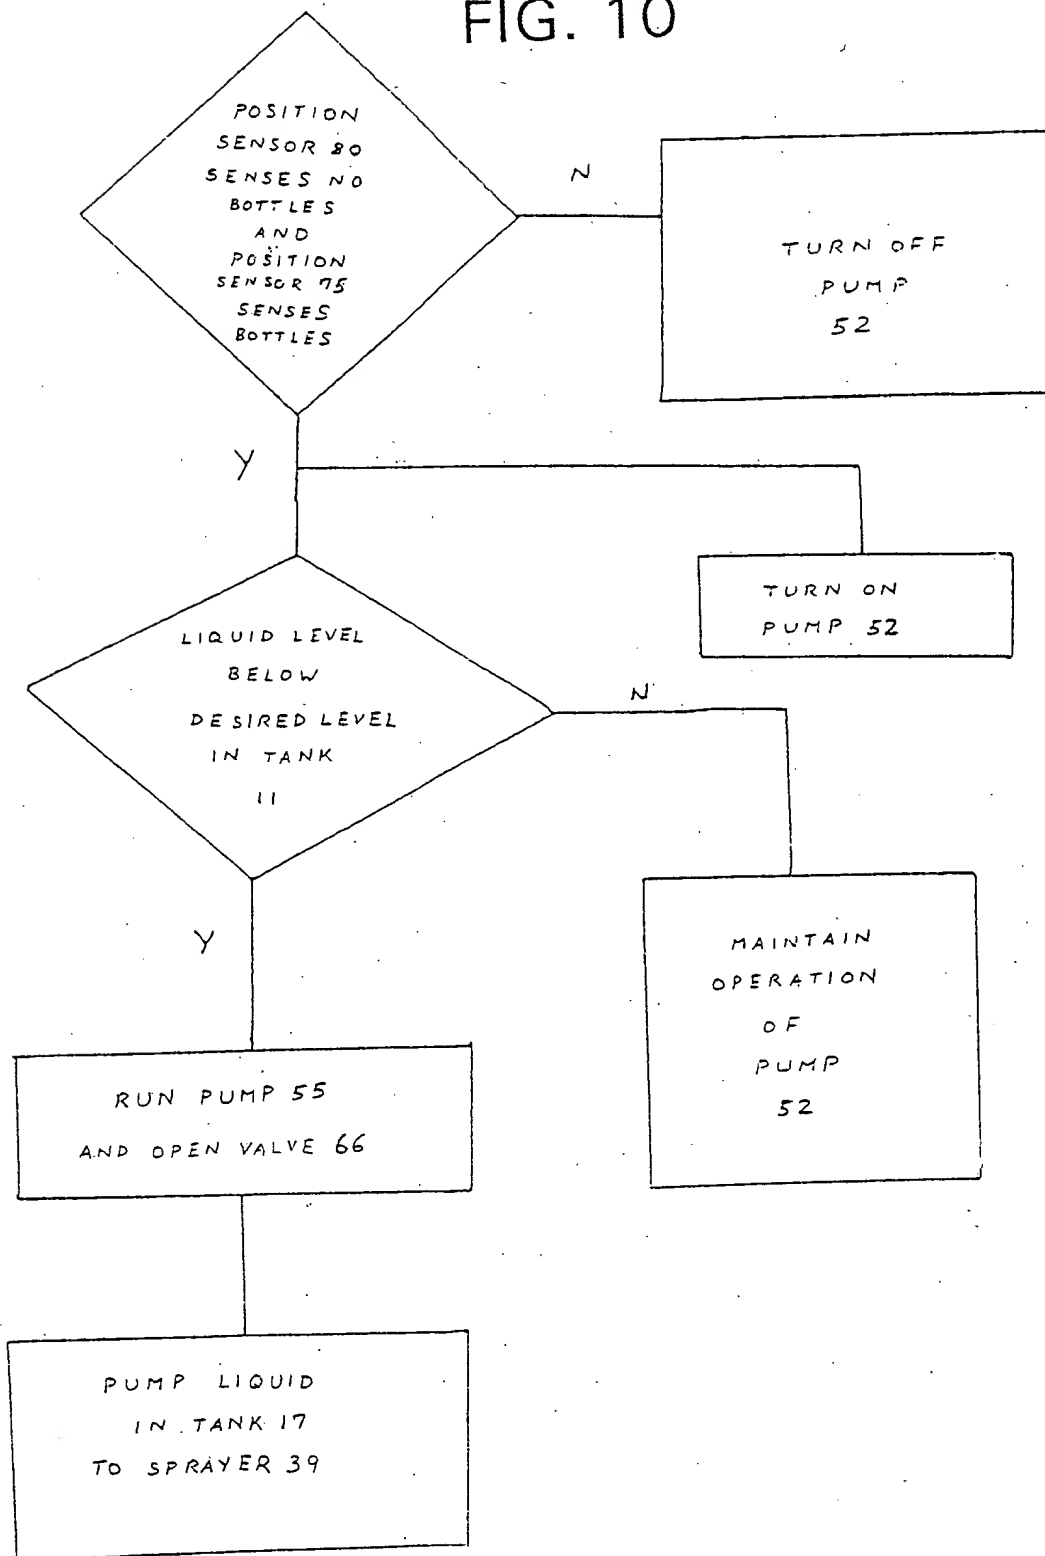 FIG. 10
POSITION
SENSOR 80
SENSES NO
BOTTLES
AND
POSITION
SENSOR 75
SENSES
BOTTLES
N
TURN OFF
PUMP
52
Y
TURN ON
PUMP 52
LIQUID LEVEL
BELOW
DESIRED LEVEL
IN TANK
11
N
Y
MAINTAIN
OPERATION
OF
PUMP
52
RUN PUMP 55
AND OPEN VALVE 66
PUMP LIQUID
IN TANK 17
TO SPRAYER 39